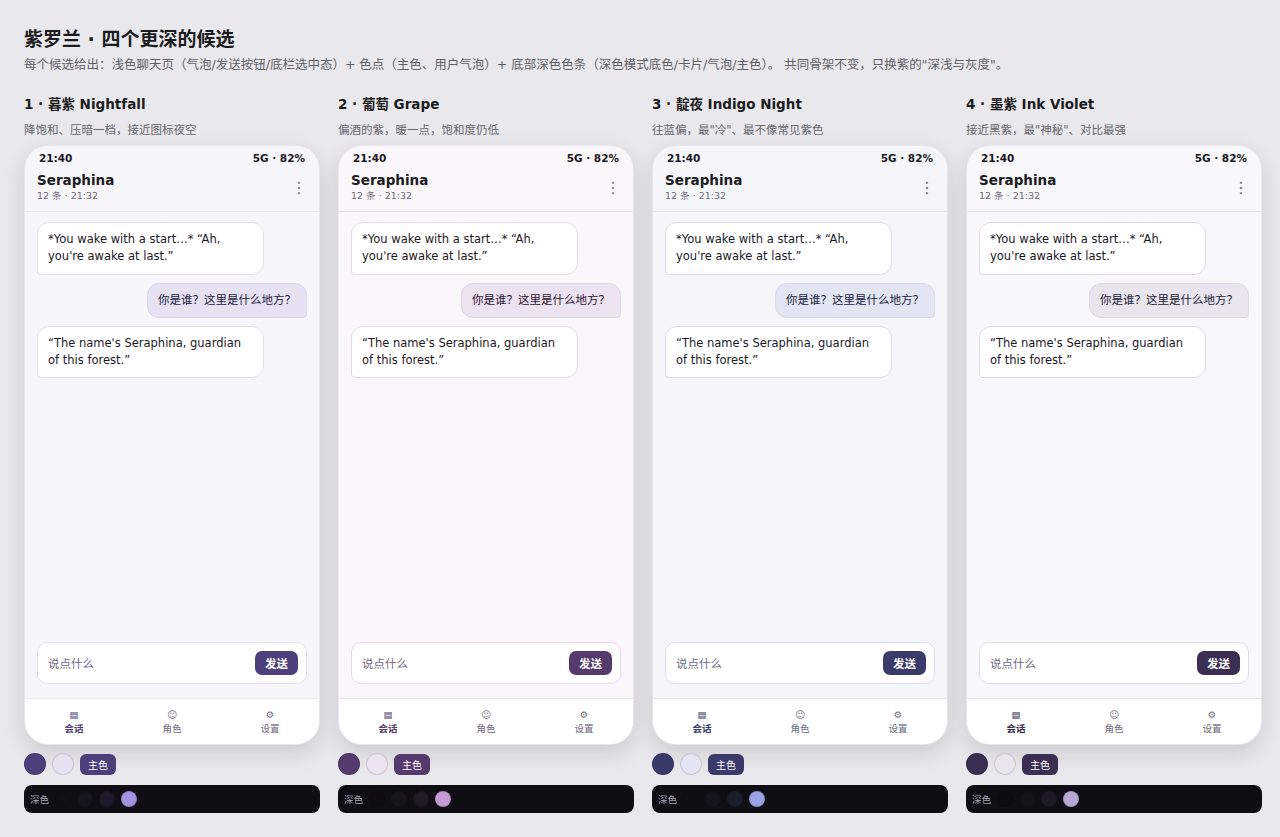 紫罗兰 · 四个更深的候选
每个候选给出：浅色聊天页（气泡/发送按钮/底栏选中态）+ 色点（主色、用户气泡）+ 底部深色色条（深色模式底色/卡片/气泡/主色）。 共同骨架不变，只换紫的"深浅与灰度"。
1 · 暮紫 Nightfall
降饱和、压暗一档，接近图标夜空
21:40
5G · 82%
Seraphina
12 条 · 21:32
⋮
*You wake with a start…* “Ah,
you're awake at last.”
你是谁？这里是什么地方？
“The name's Seraphina, guardian
of this forest.”
说点什么
发送
会话
角色
设置
主色
深色
2 · 葡萄 Grape
偏酒的紫，暖一点，饱和度仍低
21:40
5G · 82%
Seraphina
12 条 · 21:32
⋮
*You wake with a start…* “Ah,
you're awake at last.”
你是谁？这里是什么地方？
“The name's Seraphina, guardian
of this forest.”
说点什么
发送
会话
角色
设置
主色
深色
3 · 靛夜 Indigo Night
往蓝偏，最"冷"、最不像常见紫色
21:40
5G · 82%
Seraphina
12 条 · 21:32
⋮
*You wake with a start…* “Ah,
you're awake at last.”
你是谁？这里是什么地方？
“The name's Seraphina, guardian
of this forest.”
说点什么
发送
会话
角色
设置
主色
深色
4 · 墨紫 Ink Violet
接近黑紫，最"神秘"、对比最强
21:40
5G · 82%
Seraphina
12 条 · 21:32
⋮
*You wake with a start…* “Ah,
you're awake at last.”
你是谁？这里是什么地方？
“The name's Seraphina, guardian
of this forest.”
说点什么
发送
会话
角色
设置
主色
深色